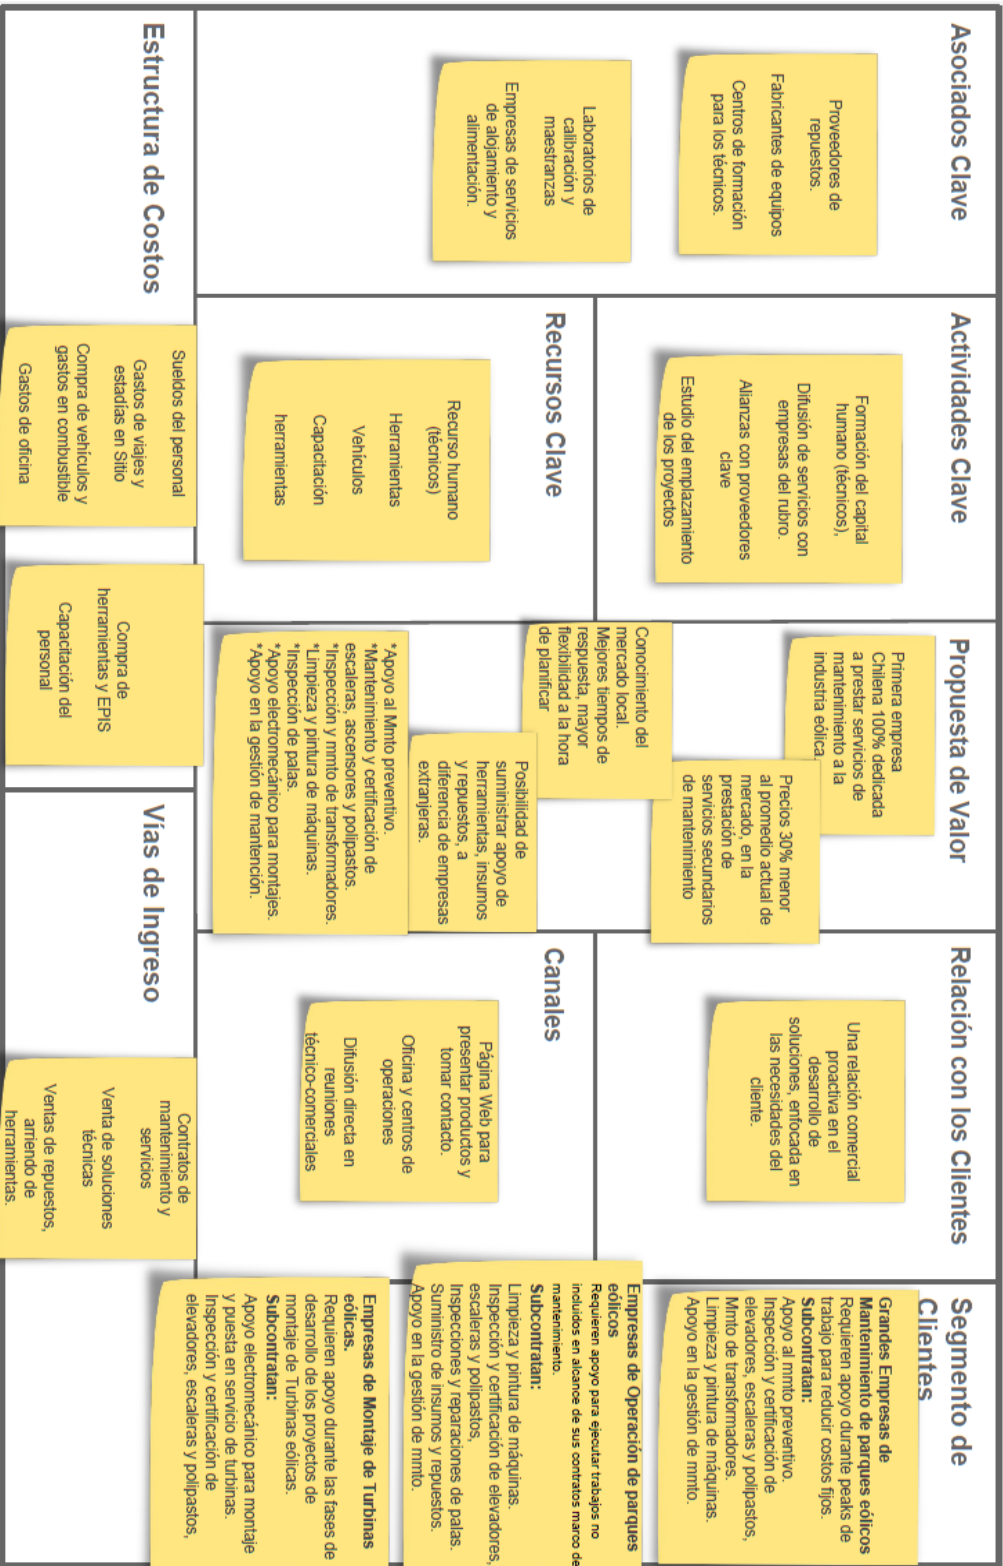 Asociados Clave
Proveedores de
repuestos.
Fabricantes de equipos
Centros de formación
para los técnicos.
Laboratorios de
calibración y
maestranzas
Empresas de servicios
de alojamiento y
alimentación.
Actividades Clave
Formación del capital
humano (técnicos),
Difusión de servicios con
empresas del rubro.
Alianzas con proveedores
clave
Estudio del emplazamiento
de los proyectos
Recursos Clave
Recurso humano
(técnicos)
Herramientas
Vehículos
Capacitación
herramientas
Propuesta de Valor
Primera empresa
Chilena 100% dedicada
a prestar servicios de
mantenimiento a la
industria eólica.
Precios 30% menor
al promedio actual de
mercado, en la
prestación de
servicios secundarios
de mantenimiento
Conocimiento del
mercado local.
Mejores tiempos de
respuesta, mayor
flexibilidad a la hora
de planificar
Posibilidad de
suministrar apoyo de
herramientas, insumos
y repuestos, a
diferencia de empresas
extranjeras.
*Apoyo al Mmto preventivo.
*Mantenimiento y certificación de
escaleras, ascensores y polipastos.
*Inspección y mmto de transformadores.
*Limpieza y pintura de máquinas.
*Inspección de palas.
*Apoyo electromecánico para montajes.
*Apoyo en la gestión de mantención.
Relación con los Clientes
Una relación comercial
proactiva en el
desarrollo de
soluciones, enfocada en
las necesidades del
cliente.
Canales
Página Web para
presentar productos y
tomar contacto.
Oficina y centros de
operaciones
Difusión directa en
reuniones
técnico-comerciales
Segmento de
Clientes
Grandes Empresas de
Mantenimiento de parques eólicos
Requieren apoyo durante peaks de
trabajo para reducir costos fijos.
Subcontratan:
Apoyo al mmto preventivo.
Inspección y certificación de
elevadores, escaleras y polipastos,
Mmto de transformadores.
Limpieza y pintura de máquinas.
Apoyo en la gestión de mmto.
Empresas de Operación de parques
eólicos
Requieren apoyo para ejecutar trabajos no
incluidos en alcance de sus contratos marco de
mantenimiento.
Subcontratan:
Limpieza y pintura de máquinas.
Inspección y certificación de elevadores,
escaleras y polipastos,
Inspecciones y reparaciones de palas.
Suministro de insumos y repuestos.
Apoyo en la gestión de mmto.
Empresas de Montaje de Turbinas
eólicas.
Requieren apoyo durante las fases de
desarrollo de los proyectos de
montaje de Turbinas eólicas.
Subcontratan:
Apoyo electromecánico para montaje
y puesta en servicio de turbinas.
Inspección y certificación de
elevadores, escaleras y polipastos,
Estructura de Costos
Sueldos del personal
Gastos de viajes y
estadías en Sitio
Compra de vehículos y
gastos en combustible
Gastos de oficina
Compra de
herramientas y EPIS
Capacitación del
personal
Vías de Ingreso
Contratos de
mantenimiento y
servicios
Venta de soluciones
técnicas
Ventas de repuestos,
arriendo de
herramientas.